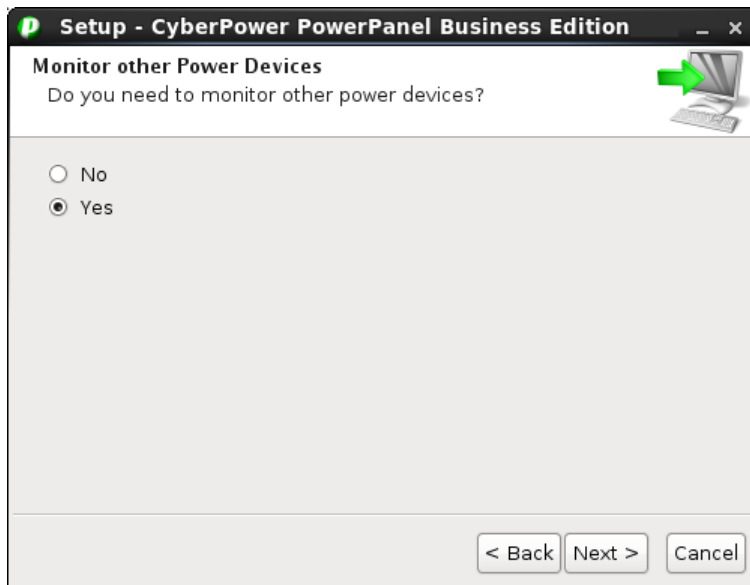 Setup - CyberPower PowerPanel Business Edition
Monitor other Power Devices
Do you need to monitor other power devices?
No
Yes
< Back Next > Cancel